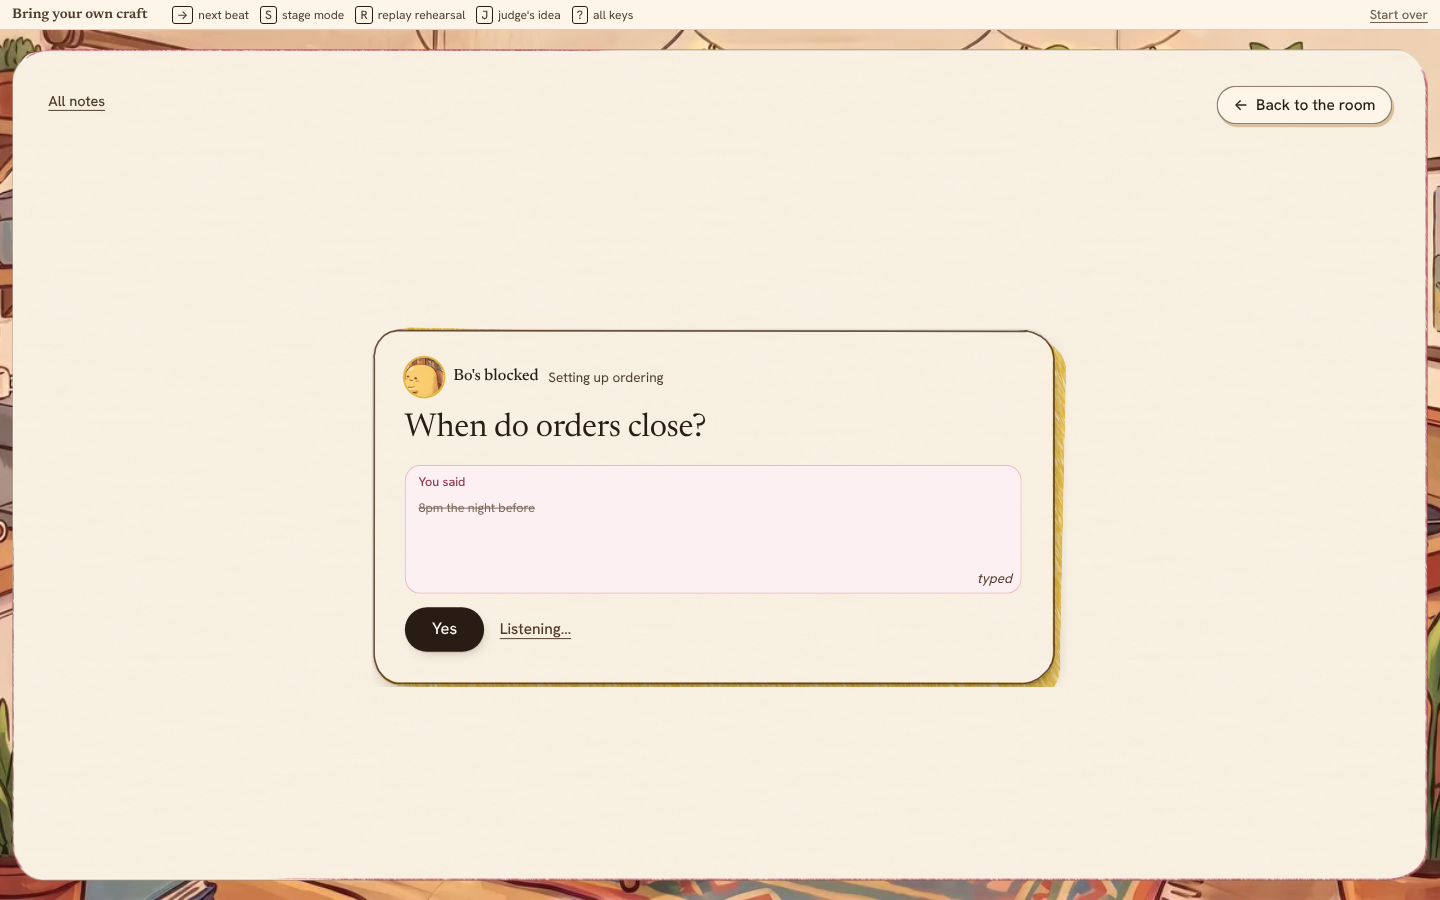 Bring your own craft → next beat S stage mode R replay rehearsal J judge's idea ? all keys Start over
All notes
← Back to the room
Bo's blocked Setting up ordering
When do orders close?
You said
8pm the night before
typed
Yes Listening...